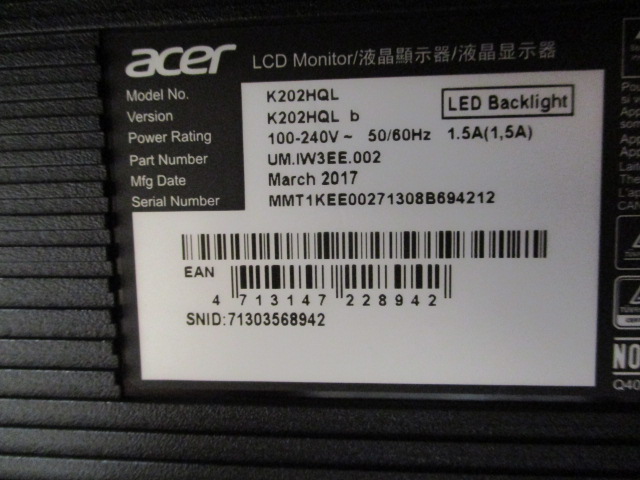 acer LCD Monitor/液晶顯示器/液晶显示器
Model No. K202HQL LED Backlight
Version K202HQL b
Power Rating 100-240V ~ 50/60Hz 1.5A(1,5A)
Part Number UM.IW3EE.002
Mfg Date March 2017
Serial Number MMT1KEE00271308B694212
EAN
4 713147 228942
SNID:71303568942
NO
Q40